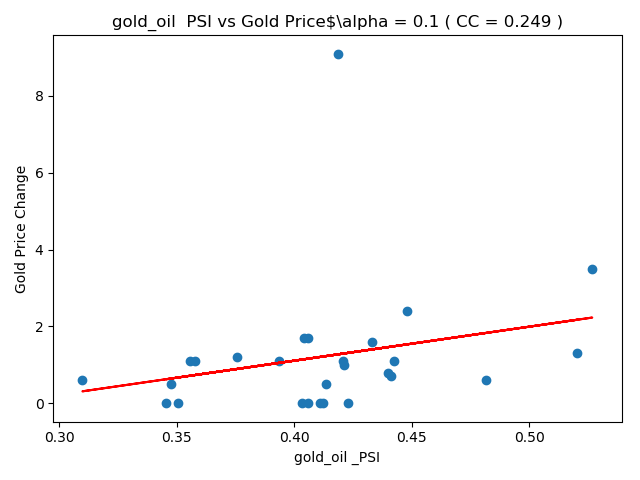 gold_oil  PSI vs Gold Price$\alpha = 0.1 ( CC = 0.249 )
Gold Price Change
8
6
4
2
0
0.30 0.35 0.40 0.45 0.50
gold_oil _PSI